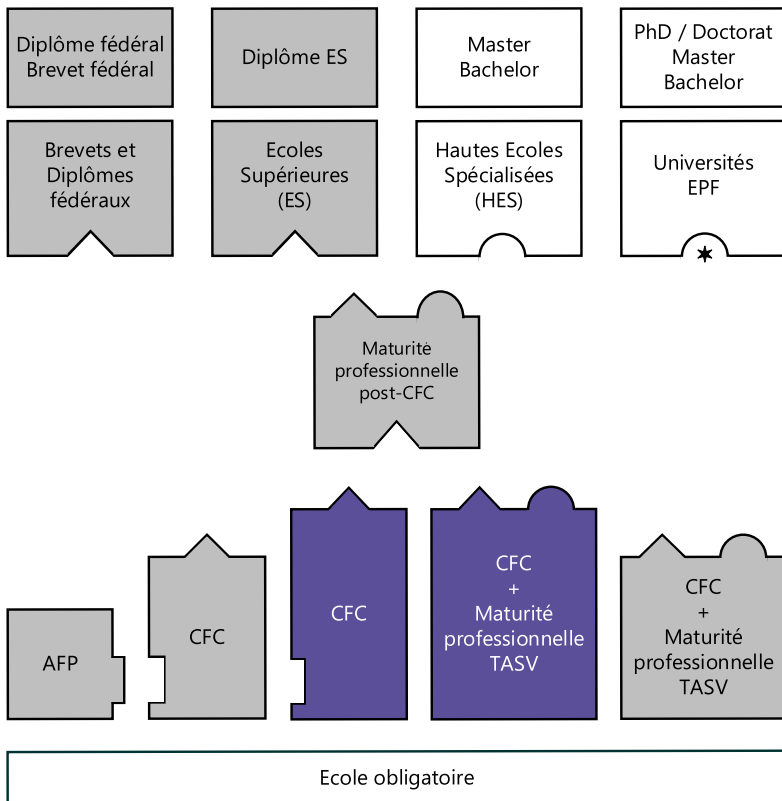 Diplôme fédéral
Brevet fédéral
Diplôme ES
Master
Bachelor
PhD / Doctorat
Master
Bachelor
Brevets et
Diplômes
fédéraux
Ecoles
Supérieures
(ES)
Hautes Ecoles
Spécialisées
(HES)
Universités
EPF
Maturité
professionnelle
post-CFC
AFP
CFC
CFC
CFC
+
Maturité
professionnelle
TASV
CFC
+
Maturité
professionnelle
TASV
Ecole obligatoire